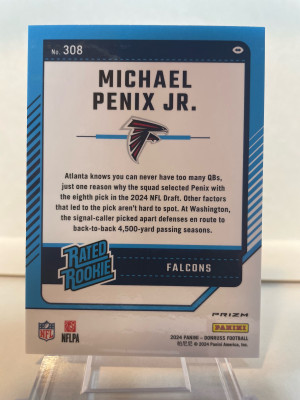 No. 308
MICHAEL
PENIX JR.
Atlanta knows you can never have too many QBs,
just one reason why the squad selected Penix with
the eighth pick in the 2024 NFL Draft. Other factors
that led to the pick aren't hard to spot. At Washington,
the signal-caller picked apart defenses en route to
back-to-back 4,500-yard passing seasons.
RATED
ROOKIE
FALCONS
PRIZM
NFL
NFLPA
PANINI
2024 PANINI - DONRUSS FOOTBALL
© 2024 Panini America, Inc.